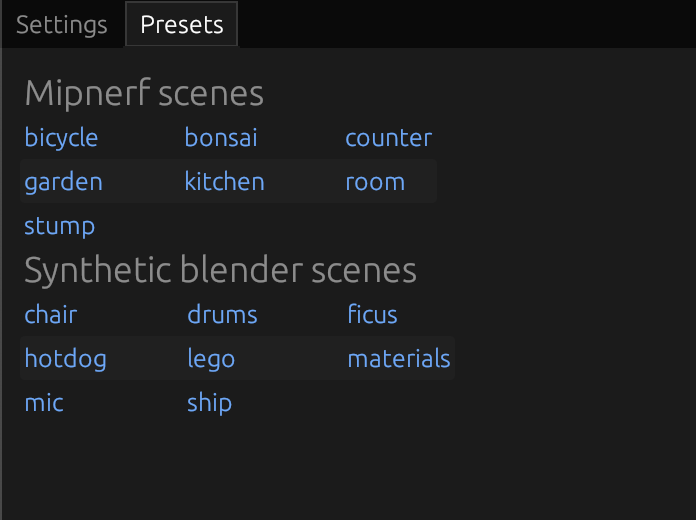 Settings Presets
Mipnerf scenes
bicycle bonsai counter
garden kitchen room
stump
Synthetic blender scenes
chair drums ficus
hotdog lego materials
mic ship